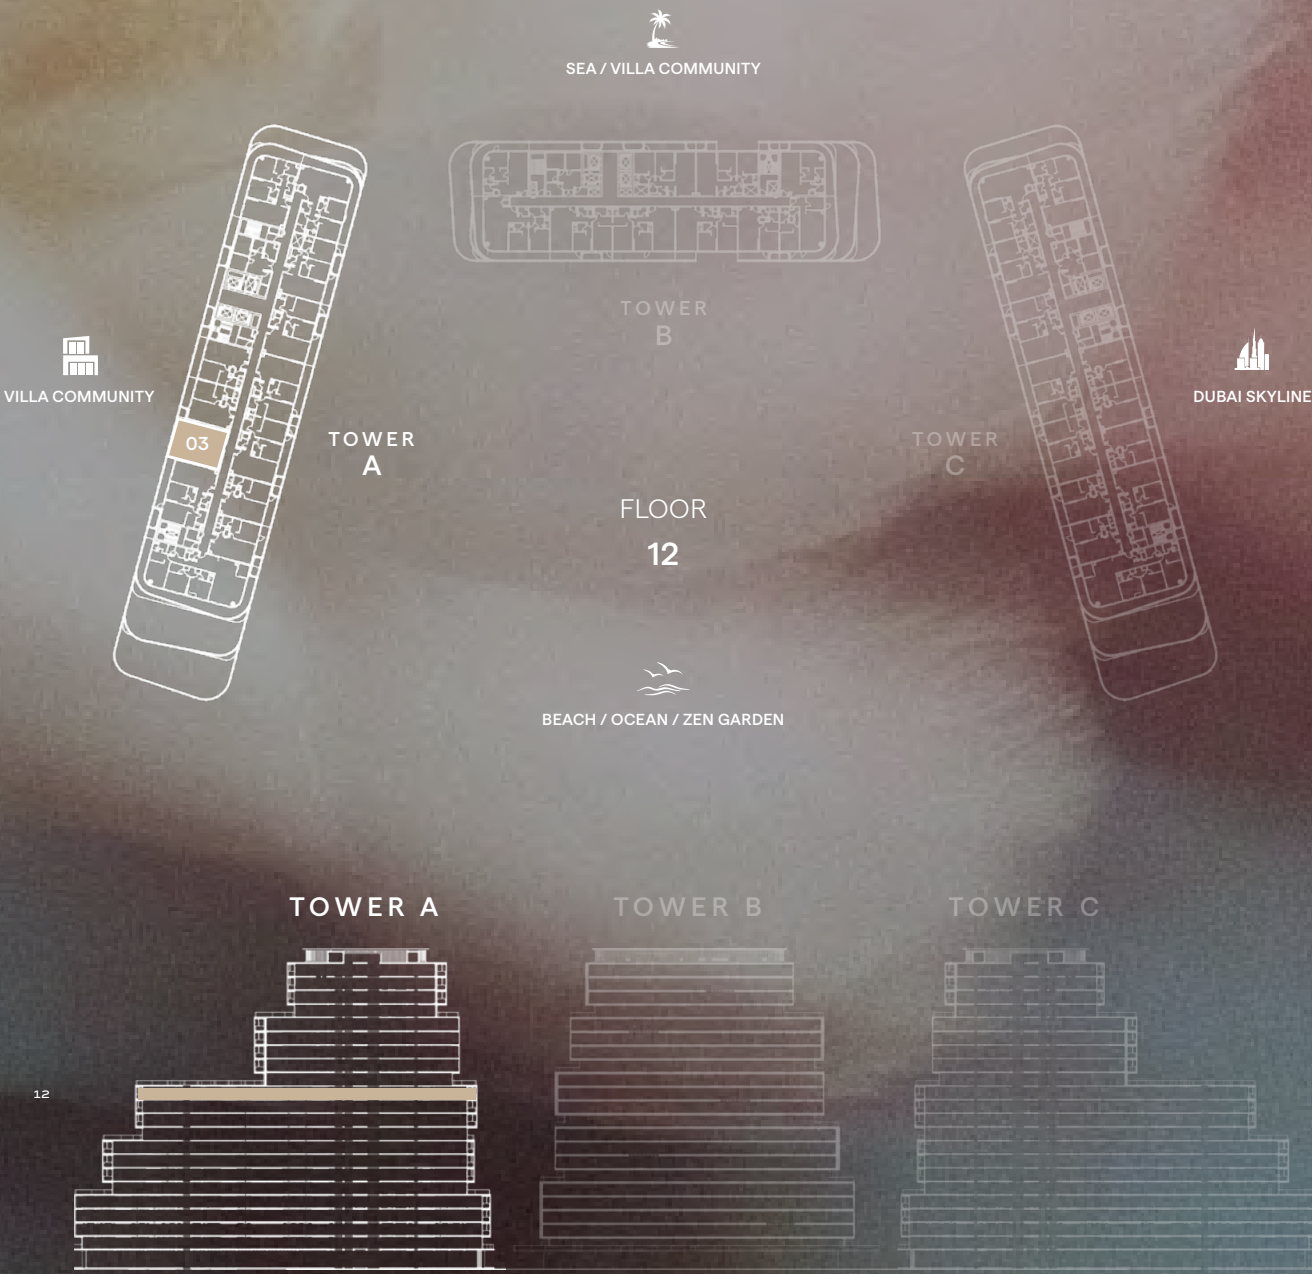 SEA / VILLA COMMUNITY
TOWER
B
VILLA COMMUNITY
DUBAI SKYLINE
03
TOWER
A
TOWER
C
FLOOR
12
BEACH / OCEAN / ZEN GARDEN
TOWER A
TOWER B
TOWER C
12